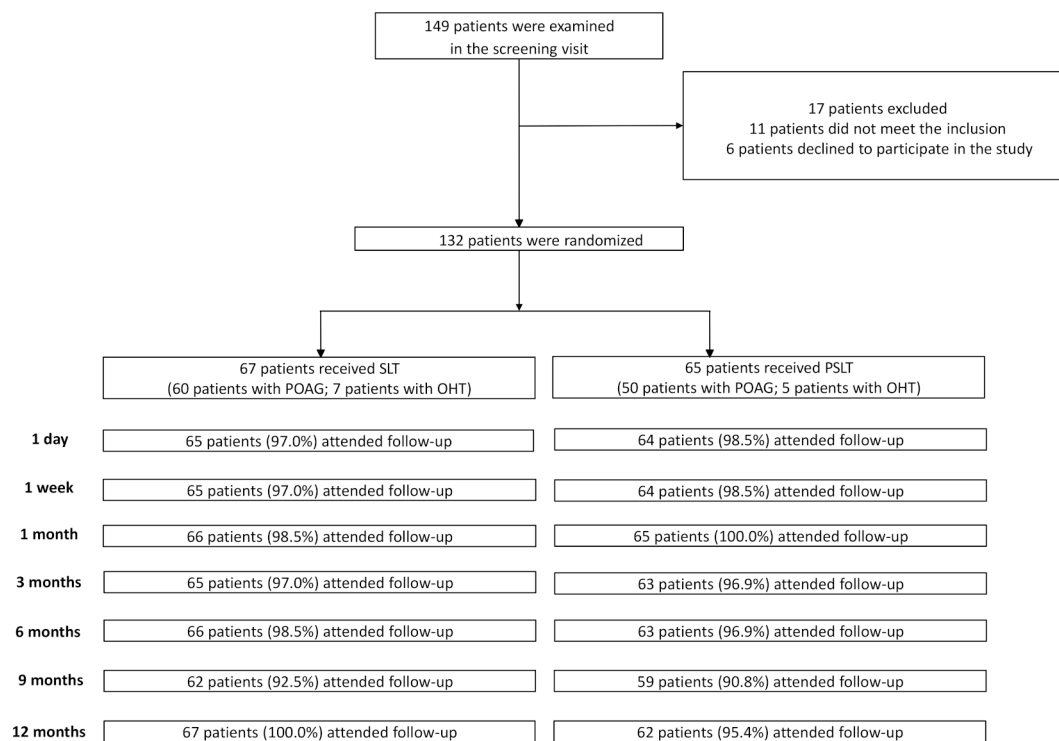 149 patients were examined
in the screening visit
17 patients excluded
11 patients did not meet the inclusion
6 patients declined to participate in the study
132 patients were randomized
67 patients received SLT
(60 patients with POAG; 7 patients with OHT)
65 patients received PSLT
(50 patients with POAG; 5 patients with OHT)
1 day
65 patients (97.0%) attended follow-up
64 patients (98.5%) attended follow-up
1 week
65 patients (97.0%) attended follow-up
64 patients (98.5%) attended follow-up
1 month
66 patients (98.5%) attended follow-up
65 patients (100.0%) attended follow-up
3 months
65 patients (97.0%) attended follow-up
63 patients (96.9%) attended follow-up
6 months
66 patients (98.5%) attended follow-up
63 patients (96.9%) attended follow-up
9 months
62 patients (92.5%) attended follow-up
59 patients (90.8%) attended follow-up
12 months
67 patients (100.0%) attended follow-up
62 patients (95.4%) attended follow-up